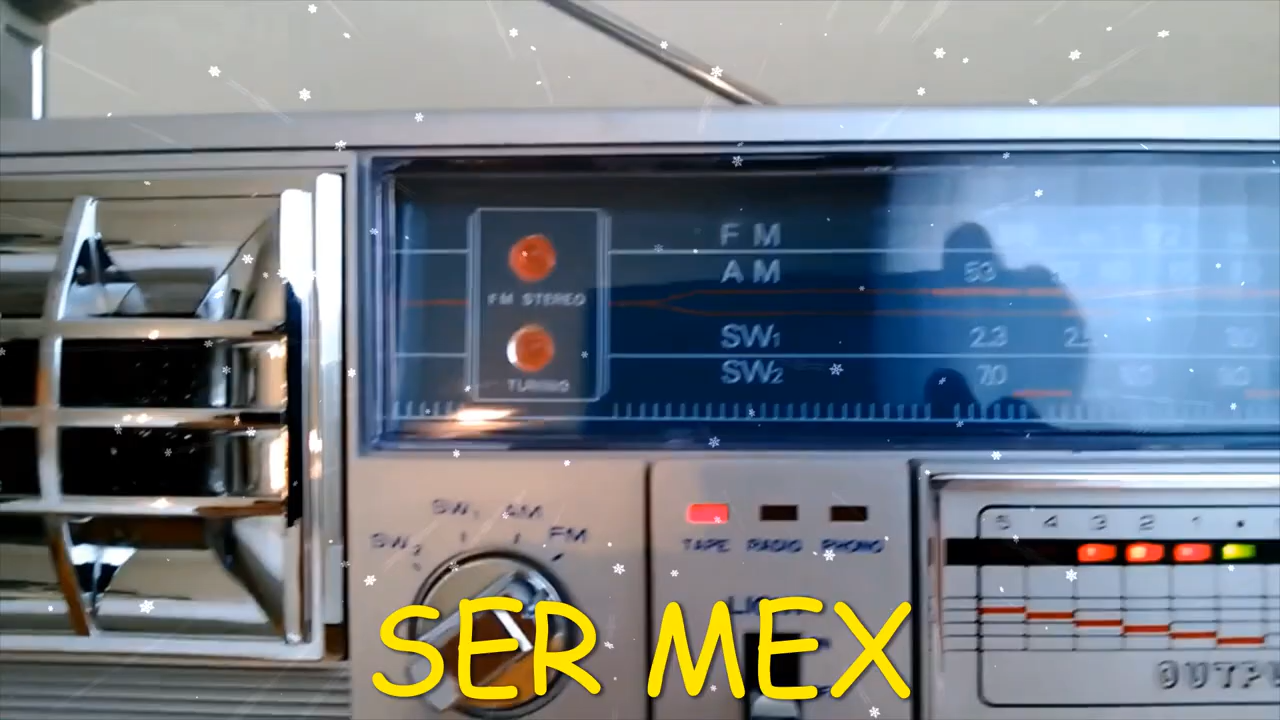 FM
AM
53
FM STEREO
SW1
2.3
TUNING
SW2
7.0
SW1 AM
SW2 FM
TAPE RADIO PHONO
5 4 3 2 1
SER MEX